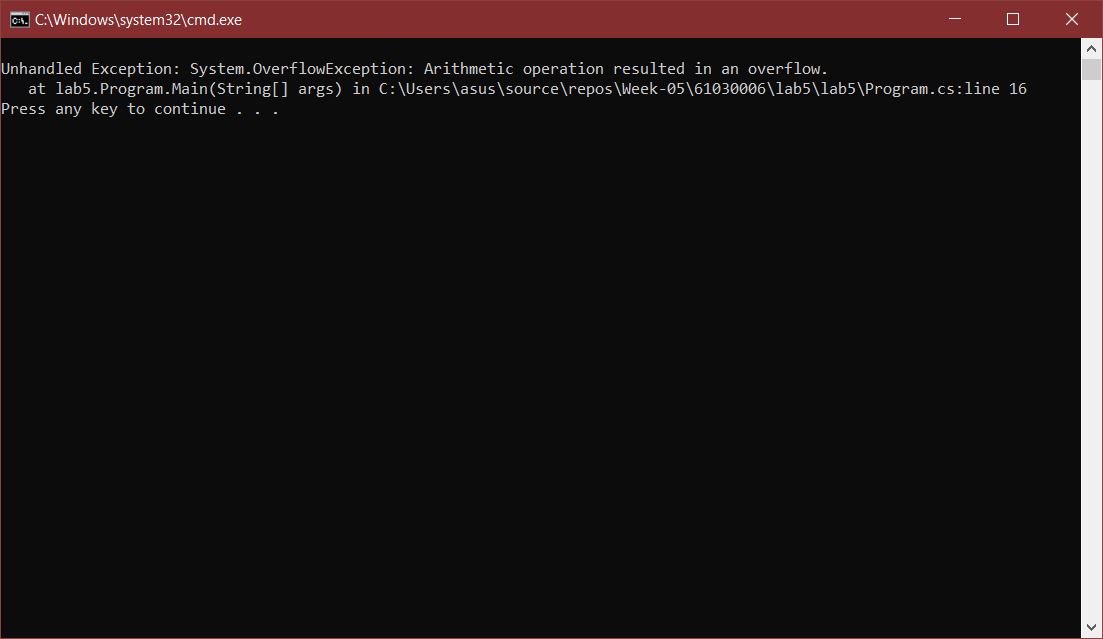 C:\Windows\system32\cmd.exe
Unhandled Exception: System.OverflowException: Arithmetic operation resulted in an overflow.
   at lab5.Program.Main(String[] args) in C:\Users\asus\source\repos\Week-05\61030006\lab5\lab5\Program.cs:line 16
Press any key to continue . . .